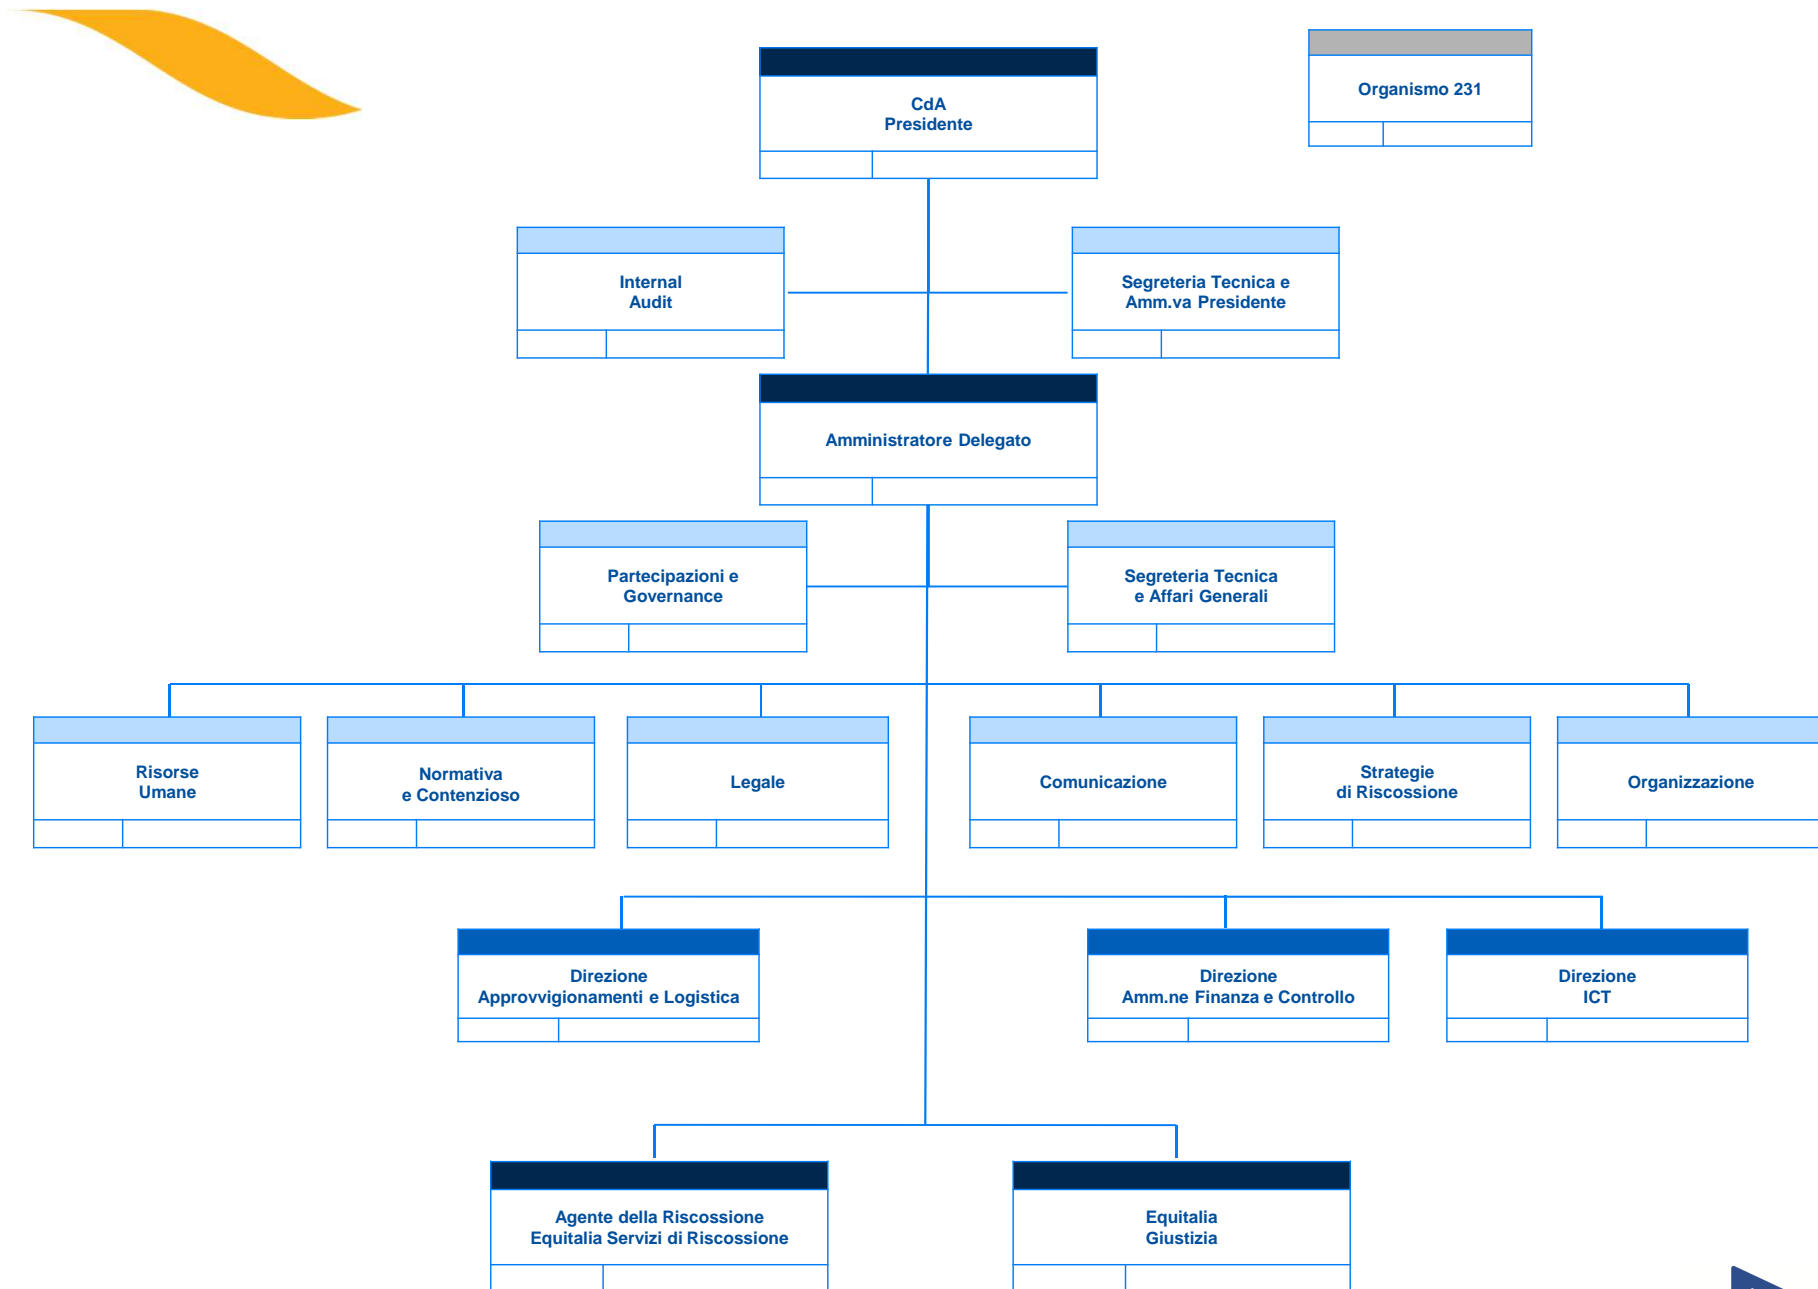 CdA
Presidente
Organismo 231
Internal
Audit
Segreteria Tecnica e
Amm.va Presidente
Amministratore Delegato
Partecipazioni e
Governance
Segreteria Tecnica
e Affari Generali
Risorse
Umane
Normativa
e Contenzioso
Legale
Comunicazione
Strategie
di Riscossione
Organizzazione
Direzione
Approvvigionamenti e Logistica
Direzione
Amm.ne Finanza e Controllo
Direzione
ICT
Agente della Riscossione
Equitalia Servizi di Riscossione
Equitalia
Giustizia